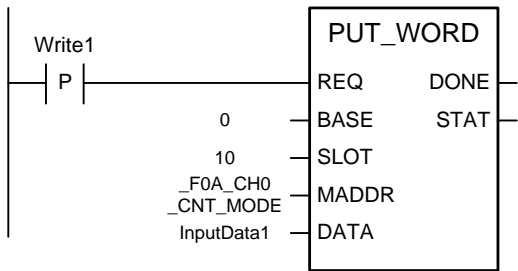 PUT_WORD
Write1
P
REQ DONE
0 BASE STAT
10 SLOT
_F0A_CH0
_CNT_MODE
MADDR
InputData1 DATA